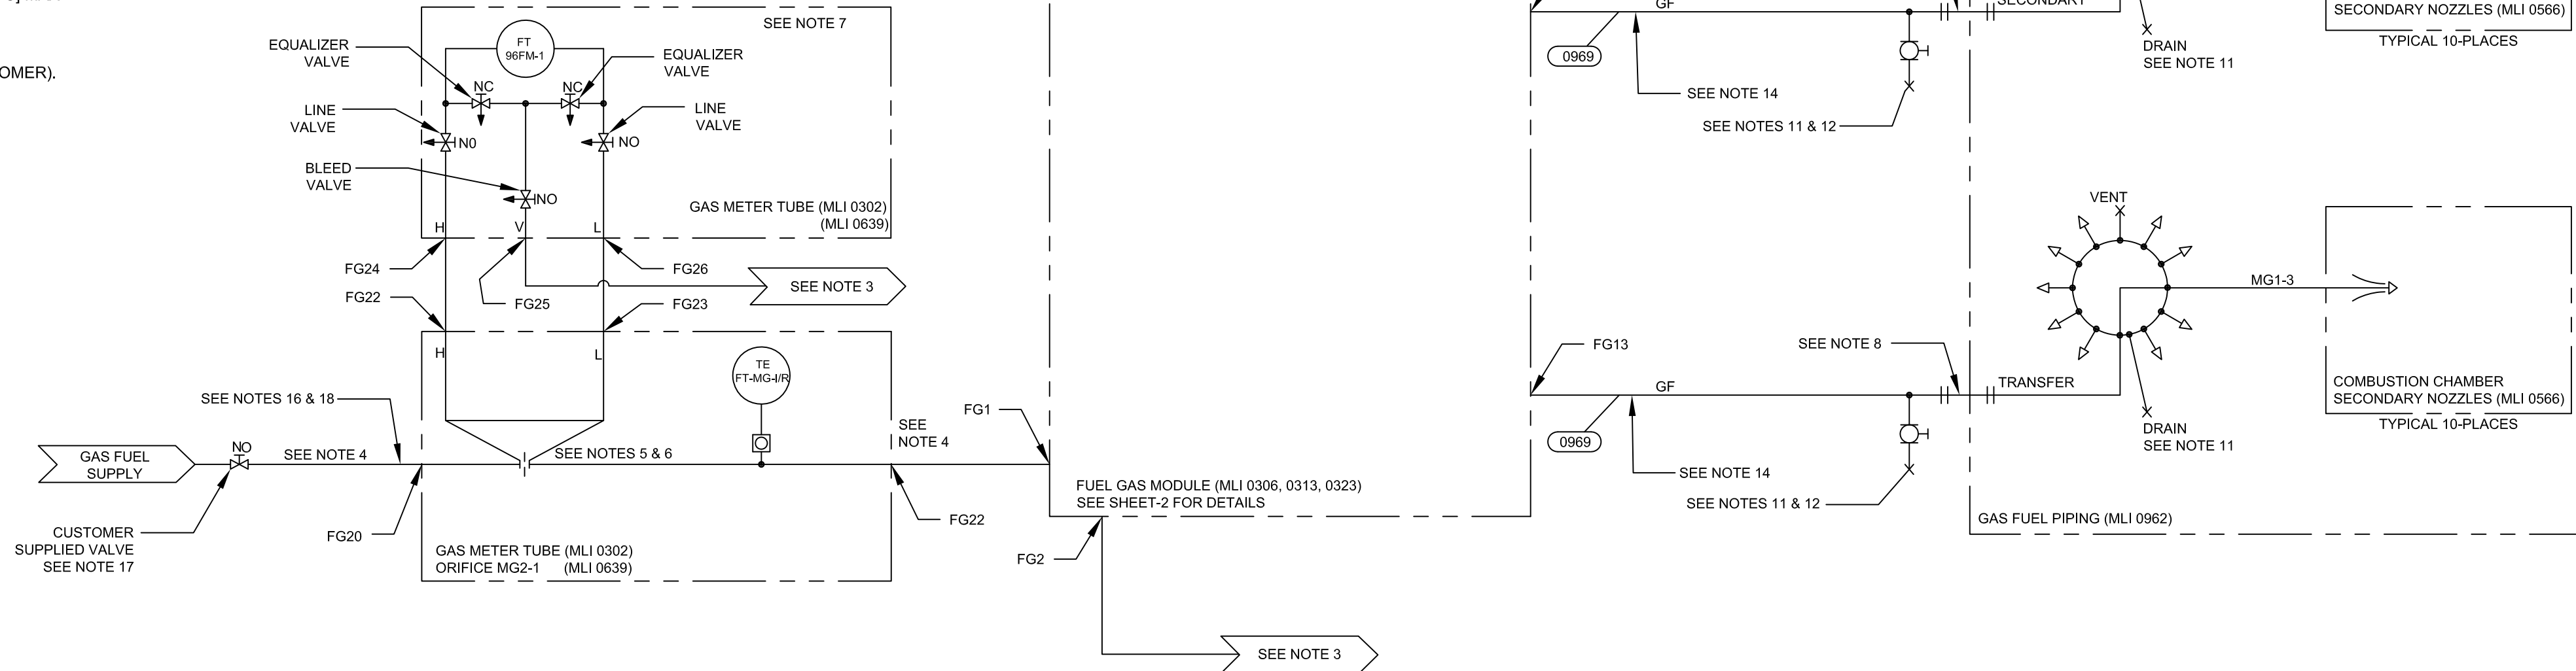 OMER).
SEE NOTE 7
EQUALIZER
VALVE
FT
96FM-1
EQUALIZER
VALVE
NC
NC
LINE
VALVE
N0
LINE
VALVE
NO
BLEED
VALVE
NO
GAS METER TUBE (MLI 0302)
(MLI 0639)
H
V
L
FG24
FG26
FG22
FG25
FG23
SEE NOTE 3
H
L
TE
FT-MG-I/R
SEE NOTES 16 & 18
GAS FUEL
SUPPLY
NO
SEE NOTE 4
SEE NOTES 5 & 6
SEE
NOTE 4
FG1
CUSTOMER
SUPPLIED VALVE
SEE NOTE 17
FG20
FG22
GAS METER TUBE (MLI 0302)
ORIFICE MG2-1 (MLI 0639)
FUEL GAS MODULE (MLI 0306, 0313, 0323)
SEE SHEET-2 FOR DETAILS
FG2
SEE NOTE 3
GF
0969
SEE NOTE 14
SEE NOTES 11 & 12
SECONDARY
DRAIN
SEE NOTE 11
SECONDARY NOZZLES (MLI 0566)
TYPICAL 10-PLACES
VENT
MG1-3
FG13
GF
SEE NOTE 8
TRANSFER
0969
SEE NOTE 14
SEE NOTES 11 & 12
DRAIN
SEE NOTE 11
COMBUSTION CHAMBER
SECONDARY NOZZLES (MLI 0566)
TYPICAL 10-PLACES
GAS FUEL PIPING (MLI 0962)